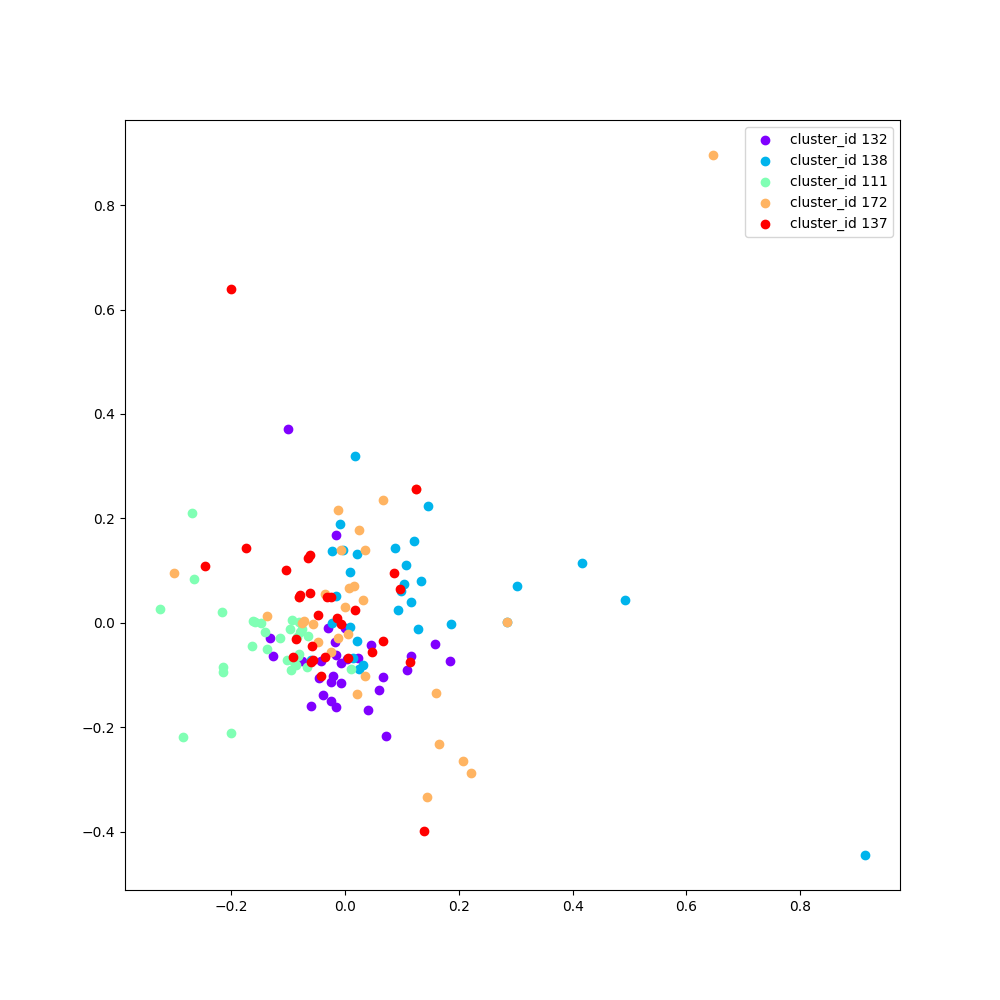 cluster_id 132
cluster_id 138
cluster_id 111
cluster_id 172
cluster_id 137
0.8
0.6
0.4
0.2
0.0
−0.2
−0.4
−0.2 0.0 0.2 0.4 0.6 0.8